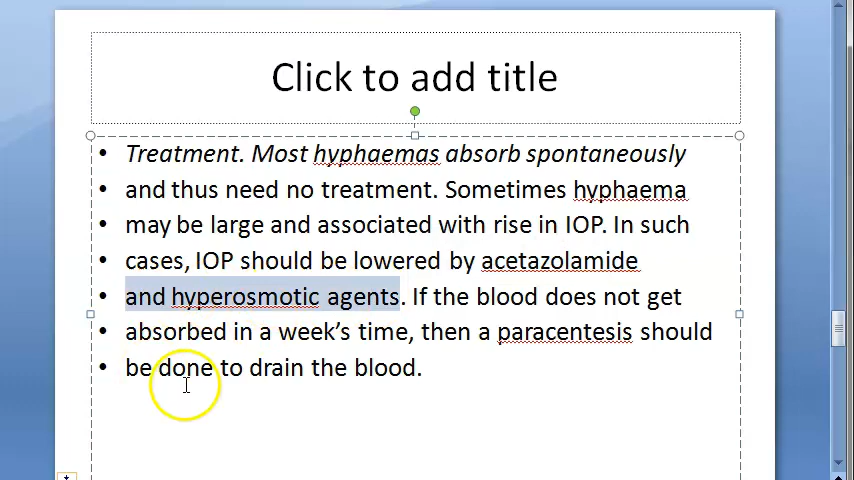 Click to add title
• Treatment. Most hyphaemas absorb spontaneously
• and thus need no treatment. Sometimes hyphaema
• may be large and associated with rise in IOP. In such
• cases, IOP should be lowered by acetazolamide
• and hyperosmotic agents. If the blood does not get
• absorbed in a week’s time, then a paracentesis should
• be done to drain the blood.